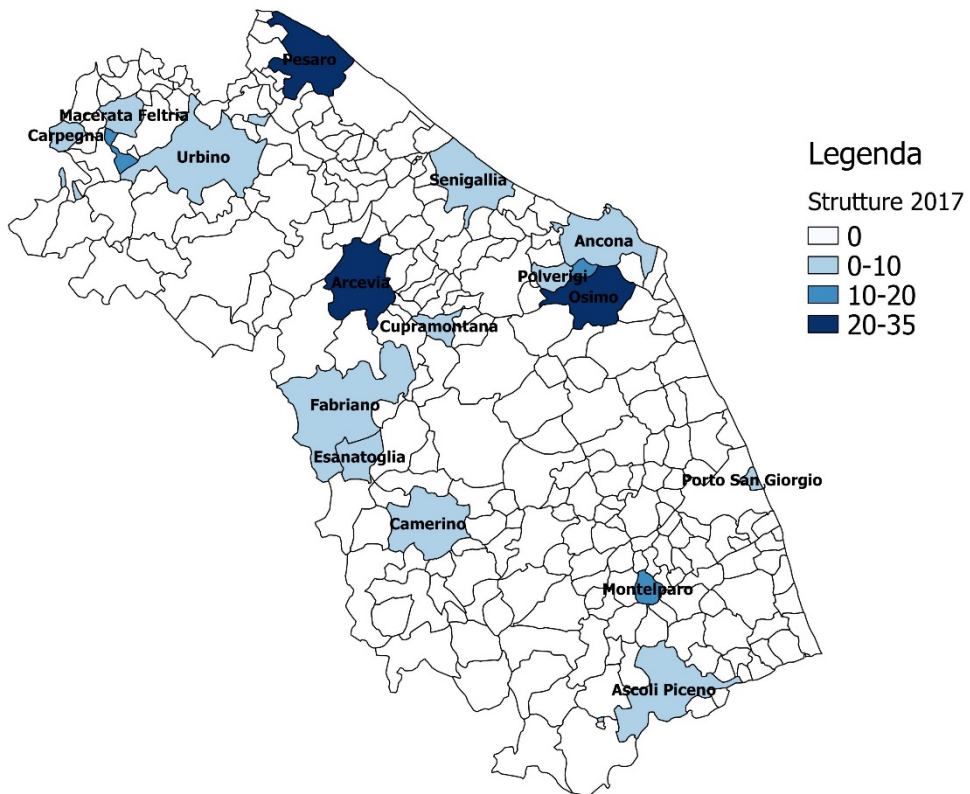 Pesaro
Macerata Feltria
Carpegna
Urbino
Senigallia
Ancona
Polverigi
Osimo
Arcevia
Cupramontana
Fabriano
Esanatoglia
Porto San Giorgio
Camerino
Montelparo
Ascoli Piceno
Legenda
Strutture 2017
0
0-10
10-20
20-35